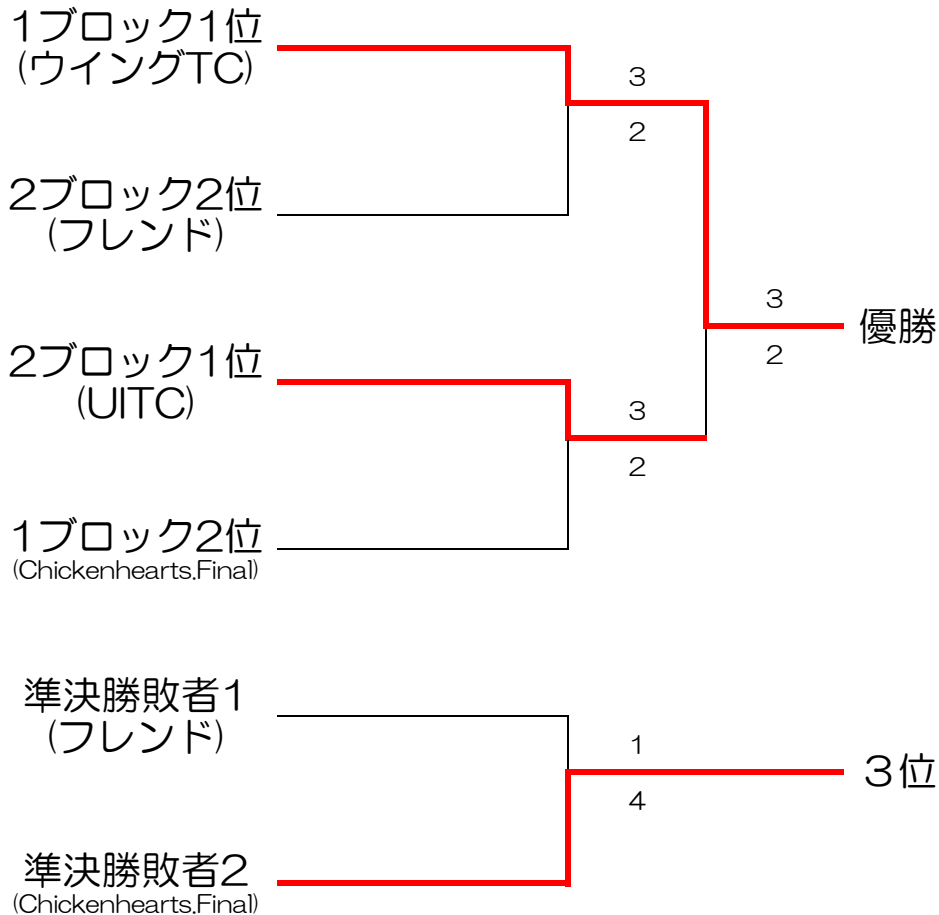 1ブロック1位
(ウイングTC)
3
2
2ブロック2位
(フレンド)
3
優勝
2
2ブロック1位
(UITC)
3
2
1ブロック2位
(Chickenhearts.Final)
準決勝敗者1
(フレンド)
1
3位
4
準決勝敗者2
(Chickenhearts.Final)